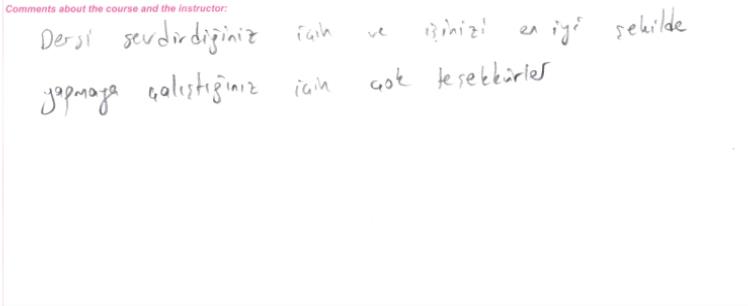 Comments about the course and the instructor:
Dersi sevdirdiğiniz için ve işinizi en iyi şekilde
yapmaya çalıştığınız için çok teşekkürler